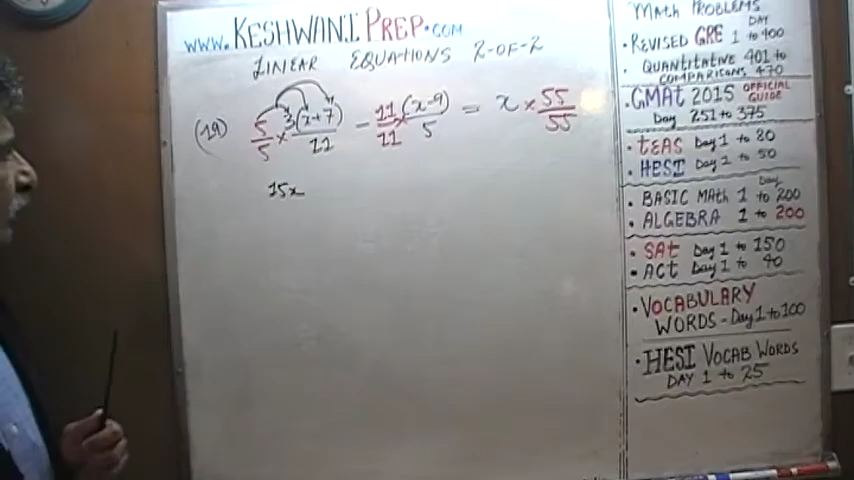 www.KESHWANIPREP.COM
LINEAR EQUATIONS 2-OF-2
(19) 5/5 × 3(x+7)/11 - 11/11 × (x-9)/5 = x × 55/55
15x
MATH PROBLEMS
• REVISED GRE DAY 1 to 400
• QUANTITATIVE 401 to
COMPARISONS 470
• GMAT 2015 OFFICIAL GUIDE
Day 251 to 375
• TEAS Day 1 to 80
• HESI Day 1 to 50
Day
• BASIC MATH 1 to 200
• ALGEBRA 1 to 200
• SAT Day 1 to 150
• ACT Day 1 to 40
• VOCABULARY
WORDS - Day 1 to 100
• HESI VOCAB WORDS
DAY 1 to 25